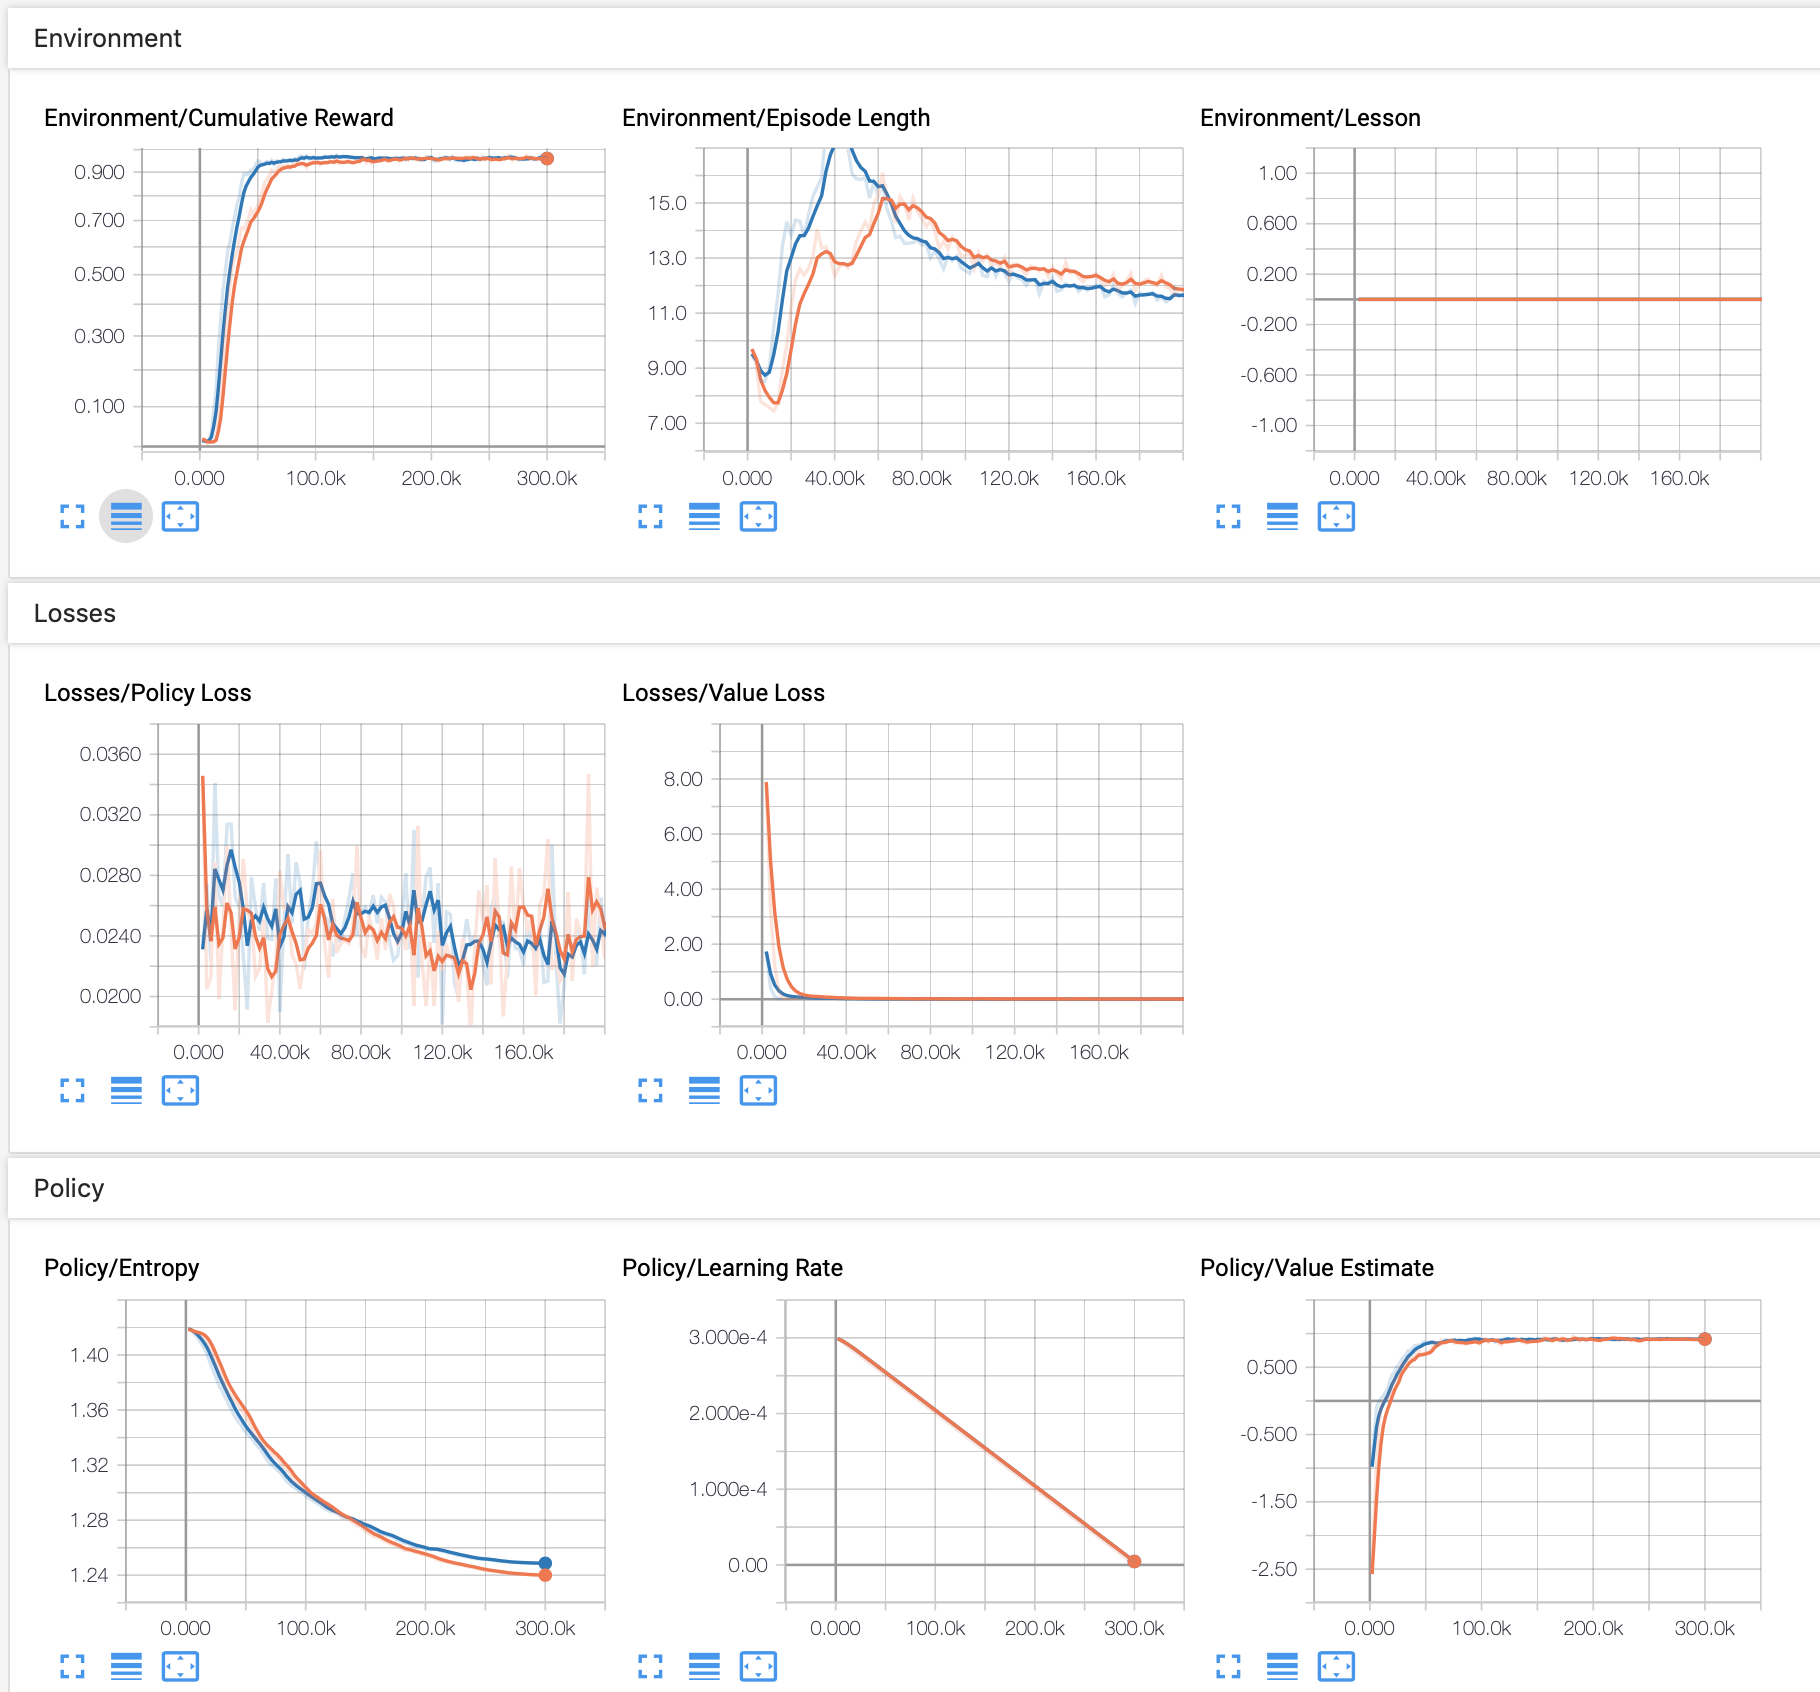 Environment
Environment/Cumulative Reward
0.900
0.700
0.500
0.300
0.100
0.000 100.0k 200.0k 300.0k
Environment/Episode Length
15.0
13.0
11.0
9.00
7.00
0.000 40.00k 80.00k 120.0k 160.0k
Environment/Lesson
1.00
0.600
0.200
-0.200
-0.600
-1.00
0.000 40.00k 80.00k 120.0k 160.0k
Losses
Losses/Policy Loss
0.0360
0.0320
0.0280
0.0240
0.0200
0.000 40.00k 80.00k 120.0k 160.0k
Losses/Value Loss
8.00
6.00
4.00
2.00
0.00
0.000 40.00k 80.00k 120.0k 160.0k
Policy
Policy/Entropy
1.40
1.36
1.32
1.28
1.24
0.000 100.0k 200.0k 300.0k
Policy/Learning Rate
3.000e-4
2.000e-4
1.000e-4
0.00
0.000 100.0k 200.0k 300.0k
Policy/Value Estimate
0.500
-0.500
-1.50
-2.50
0.000 100.0k 200.0k 300.0k